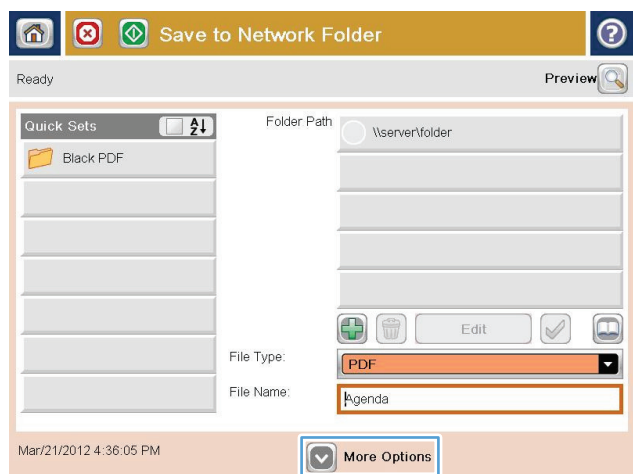 Save to Network Folder
?
Ready
Preview
Quick Sets
AZ
Folder Path
\\server\folder
Black PDF
Edit
File Type:
PDF
File Name:
Agenda
Mar/21/2012 4:36:05 PM
More Options